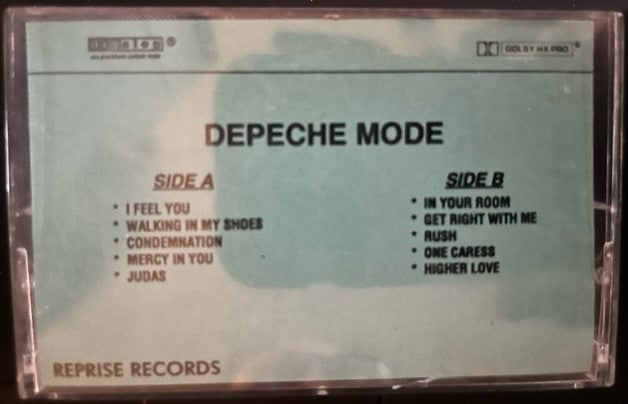 digalog®
DOLBY HX PRO®
DEPECHE MODE
SIDE A
* I FEEL YOU
* WALKING IN MY SHOES
* CONDEMNATION
* MERCY IN YOU
* JUDAS
SIDE B
* IN YOUR ROOM
* GET RIGHT WITH ME
* RUSH
* ONE CARESS
* HIGHER LOVE
REPRISE RECORDS